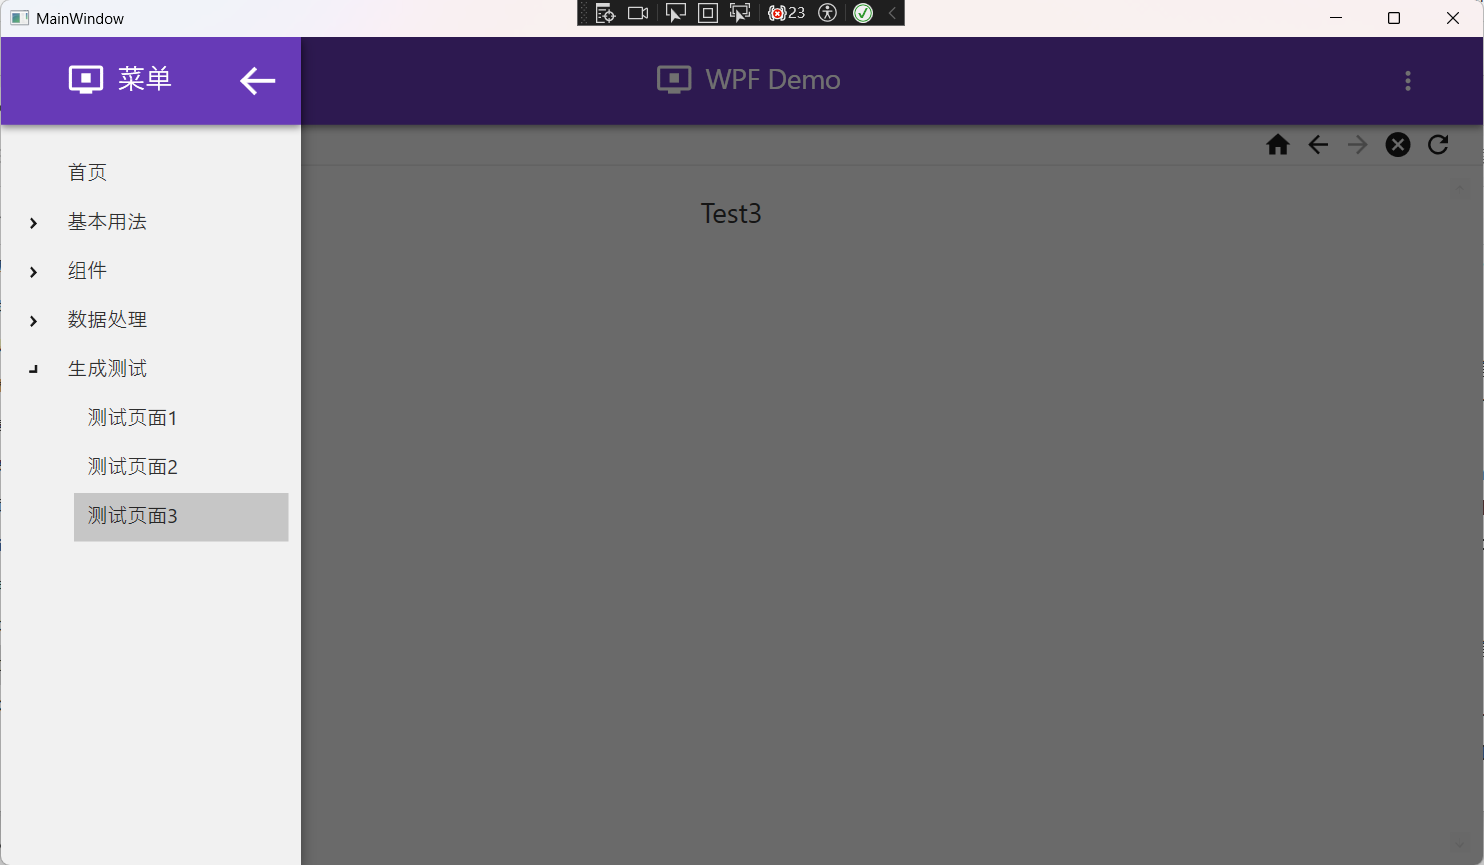 MainWindow
23
菜单
WPF Demo
首页
基本用法
组件
数据处理
生成测试
测试页面1
测试页面2
测试页面3
Test3